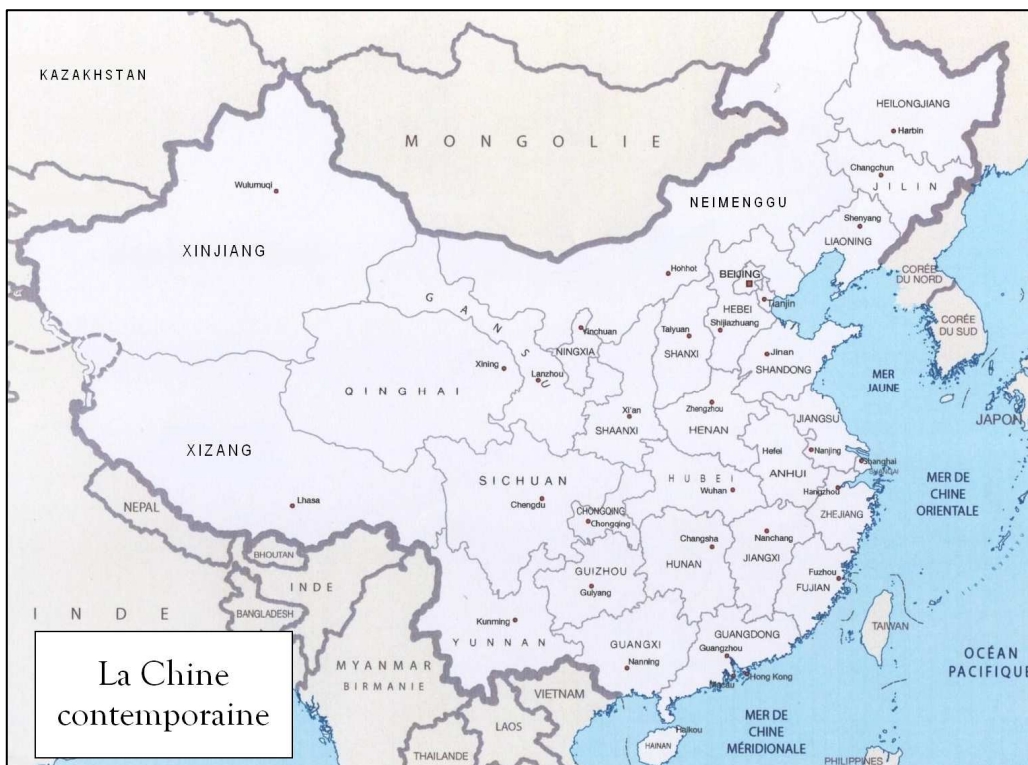 KAZAKHSTAN
MONGOLIE
HEILONGJIANG
Harbin
Changchun
JILIN
Wulumuqi
NEIMENGGU
Shenyang
LIAONING
XINJIANG
CORÉE
DU NORD
Hohhot
BEIJING
Tianjin
GANSU
HEBEI
CORÉE
DU SUD
Yinchuan
Taiyuan
Shijiazhuang
NINGXIA
SHANXI
Jinan
SHANDONG
Xining
Lanzhou
MER
JAUNE
QINGHAI
Zhengzhou
Xi'an
SHAANXI
HENAN
JIANGSU
JAPON
XIZANG
Hefei
Nanjing
Shanghai
ANHUI
SICHUAN
HUBEI
Wuhan
Hangzhou
MER DE
CHINE
ORIENTALE
Lhasa
NEPAL
Chengdu
CHONGQING
Chongqing
ZHEJIANG
Changsha
Nanchang
BHOUTAN
HUNAN
JIANGXI
GUIZHOU
Guiyang
Fuzhou
FUJIAN
INDE
INDE
BANGLADESH
Kunming
YUNNAN
TAIWAN
GUANGXI
GUANGDONG
Guangzhou
Nanning
Hong Kong
Macau
OCÉAN
PACIFIQUE
MYANMAR
BIRMANIE
La Chine
contemporaine
VIETNAM
LAOS
MER DE
CHINE
MÉRIDIONALE
Haikou
HAINAN
THAILANDE
PHILIPPINES